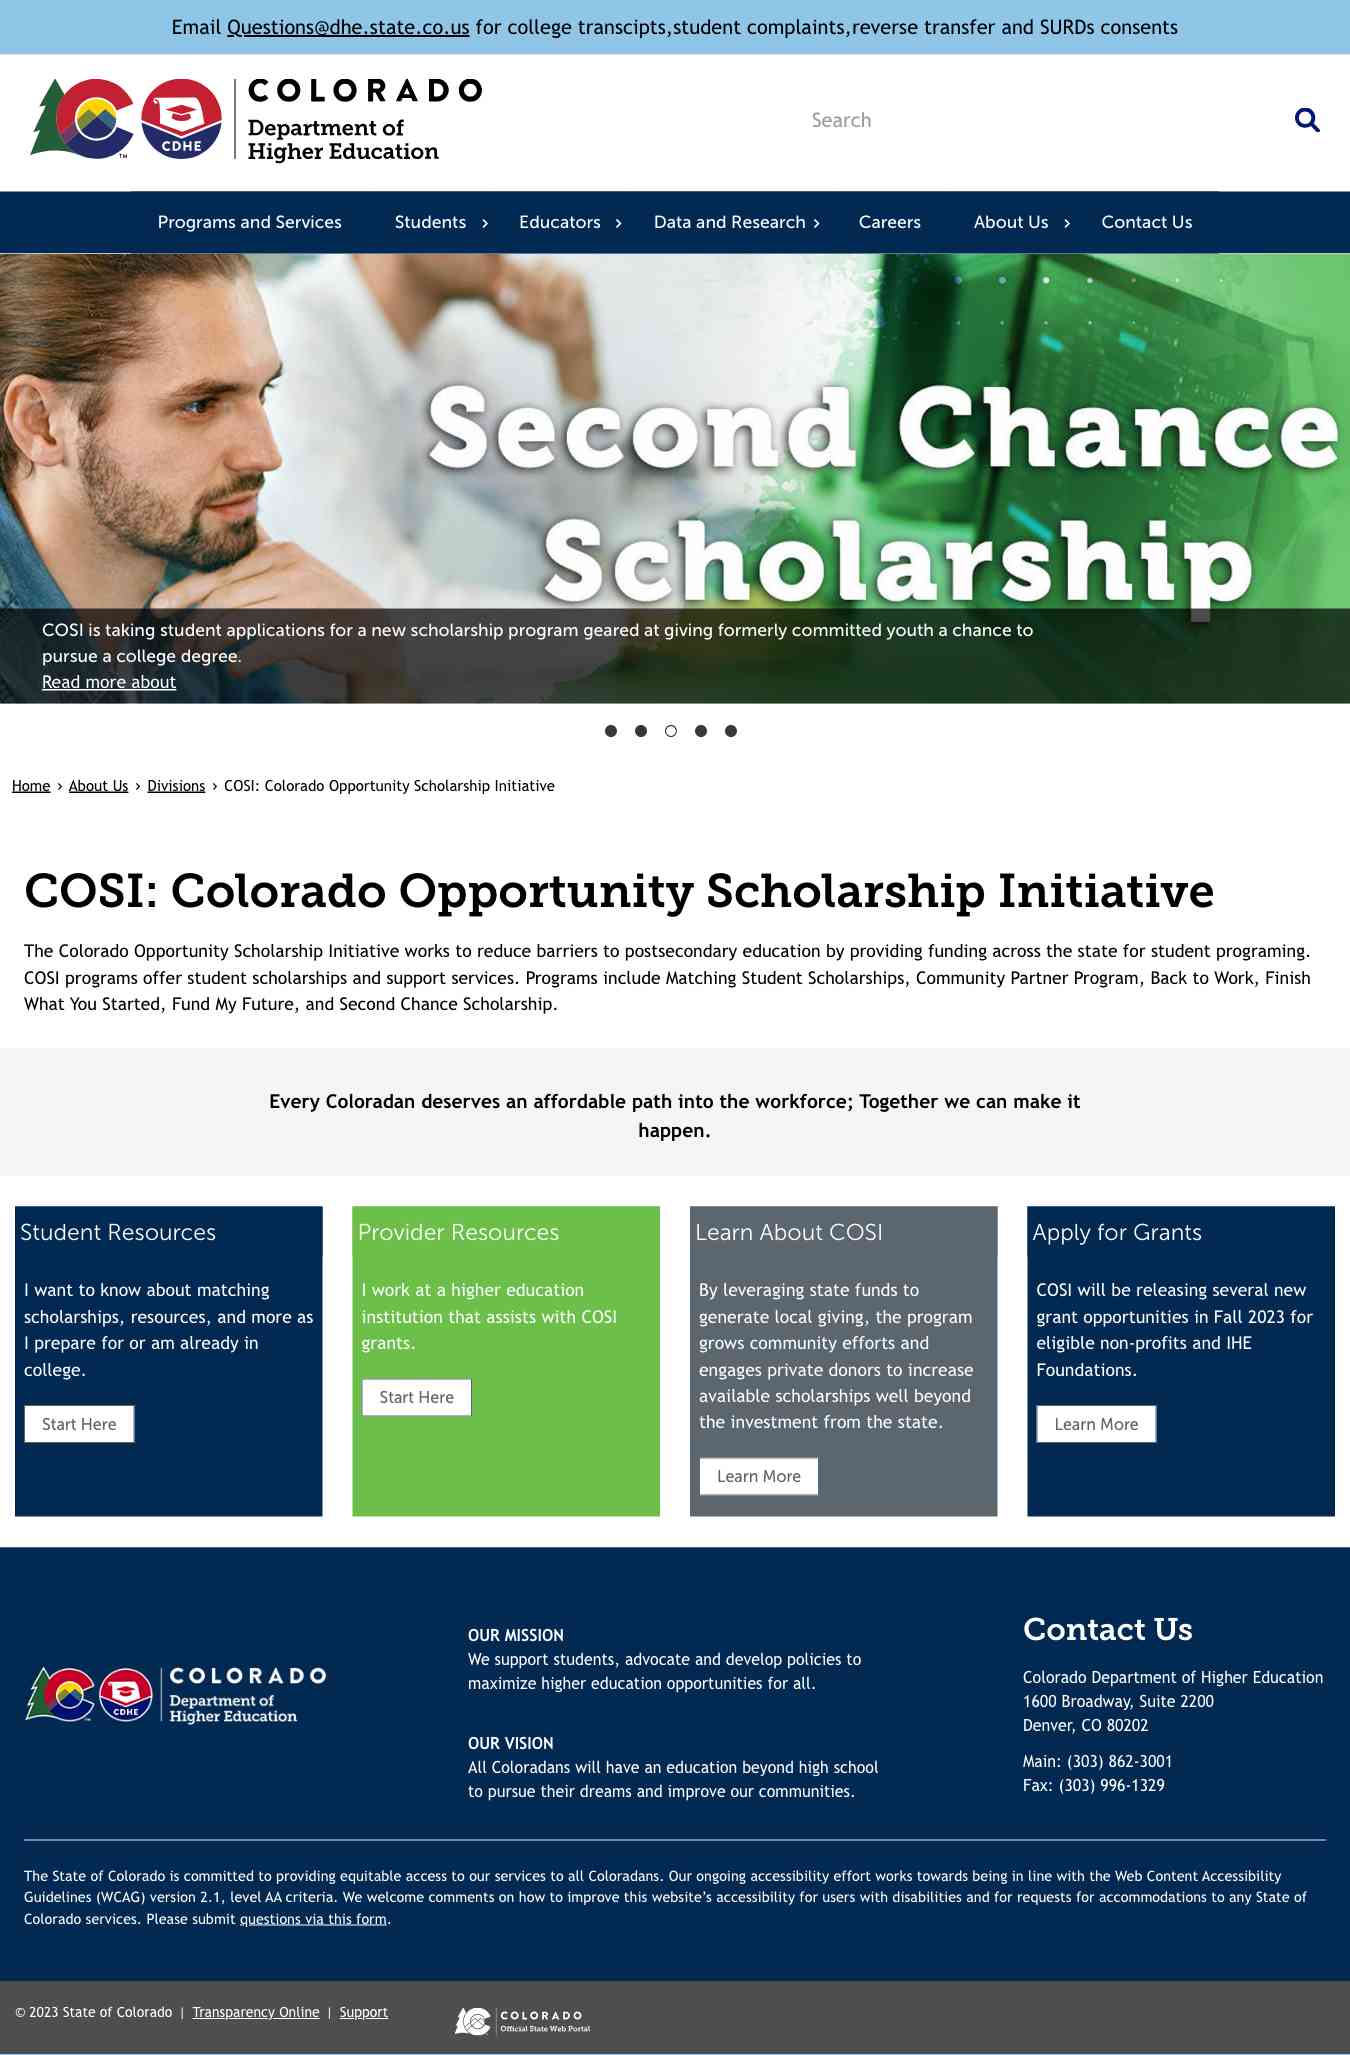 Email Questions@dhe.state.co.us for college transcipts,student complaints,reverse transfer and SURDs consents
CDHE
TM
COLORADO
Department of
Higher Education
Search
Programs and Services
Students
Educators
Data and Research
Careers
About Us
Contact Us
Second Chance
Scholarship
COSI is taking student applications for a new scholarship program geared at giving formerly committed youth a chance to
pursue a college degree.
Read more about
Home › About Us › Divisions › COSI: Colorado Opportunity Scholarship Initiative
COSI: Colorado Opportunity Scholarship Initiative
The Colorado Opportunity Scholarship Initiative works to reduce barriers to postsecondary education by providing funding across the state for student programing.
COSI programs offer student scholarships and support services. Programs include Matching Student Scholarships, Community Partner Program, Back to Work, Finish
What You Started, Fund My Future, and Second Chance Scholarship.
Every Coloradan deserves an affordable path into the workforce; Together we can make it
happen.
Student Resources
I want to know about matching
scholarships, resources, and more as
I prepare for or am already in
college.
Start Here
Provider Resources
I work at a higher education
institution that assists with COSI
grants.
Start Here
Learn About COSI
By leveraging state funds to
generate local giving, the program
grows community efforts and
engages private donors to increase
available scholarships well beyond
the investment from the state.
Learn More
Apply for Grants
COSI will be releasing several new
grant opportunities in Fall 2023 for
eligible non-profits and IHE
Foundations.
Learn More
CDHE
COLORADO
Department of
Higher Education
OUR MISSION
We support students, advocate and develop policies to
maximize higher education opportunities for all.
OUR VISION
All Coloradans will have an education beyond high school
to pursue their dreams and improve our communities.
Contact Us
Colorado Department of Higher Education
1600 Broadway, Suite 2200
Denver, CO 80202
Main: (303) 862-3001
Fax: (303) 996-1329
The State of Colorado is committed to providing equitable access to our services to all Coloradans. Our ongoing accessibility effort works towards being in line with the Web Content Accessibility
Guidelines (WCAG) version 2.1, level AA criteria. We welcome comments on how to improve this website’s accessibility for users with disabilities and for requests for accommodations to any State of
Colorado services. Please submit questions via this form.
© 2023 State of Colorado | Transparency Online | Support
COLORADO
Official State Web Portal